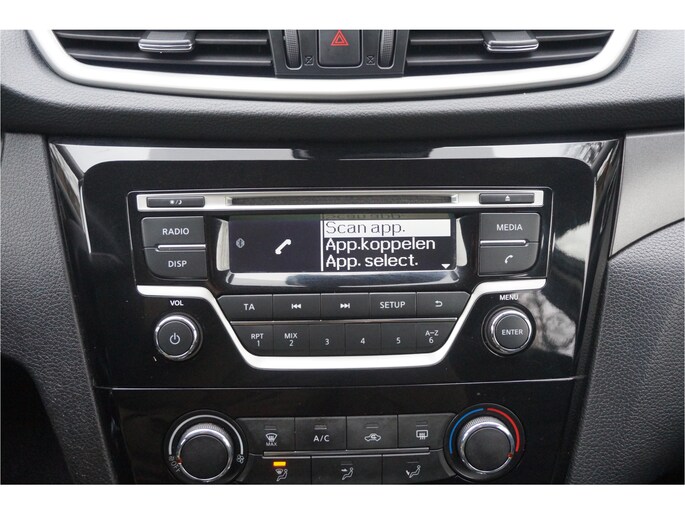 RADIO
DISP
Scan app.
App.koppelen
App. select.
MEDIA
VOL
TA
SETUP
MENU
RPT 1
MIX 2
3
4
5
A-Z 6
ENTER
MAX
A/C